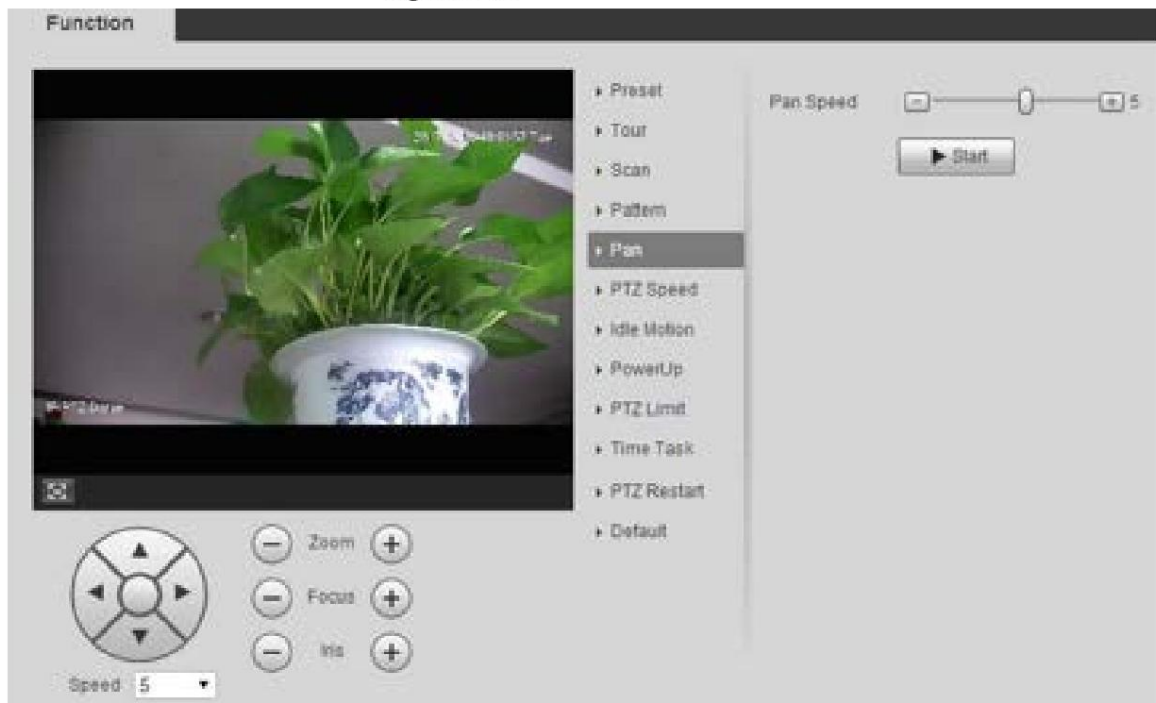 Function
Preset
Tour
Scan
Pattern
Pan
PTZ Speed
Idle Motion
PowerUp
PTZ Limit
Time Task
PTZ Restart
Default
Pan Speed
5
Start
Zoom
Focus
Iris
Speed 5